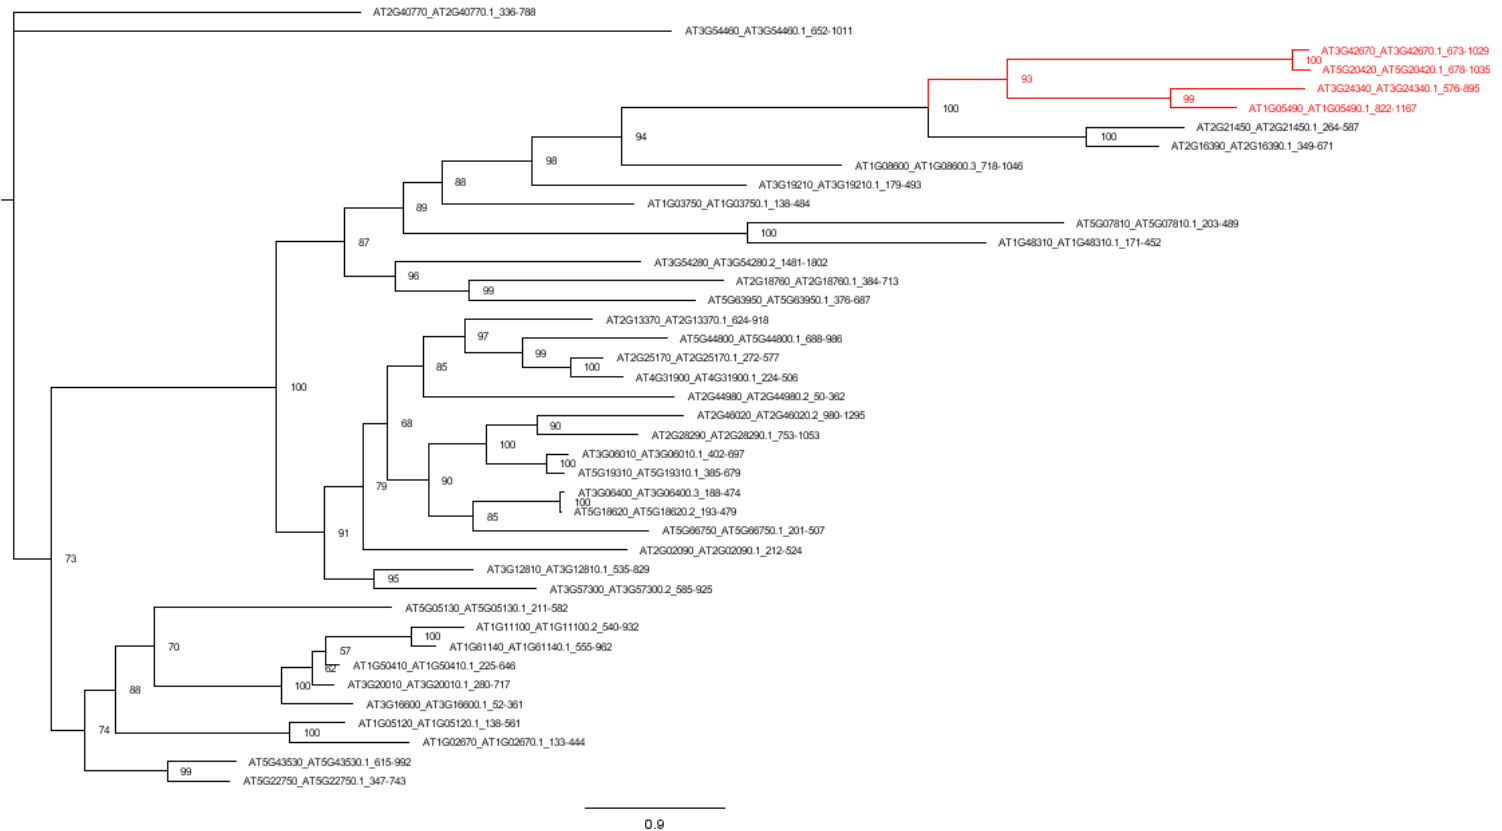 AT2G40770_AT2G40770.1_336-788
AT3G54460_AT3G54460.1_652-1011
AT3G42670_AT3G42670.1_673-1029
100
AT5G20420_AT5G20420.1_678-1035
93
AT3G24340_AT3G24340.1_576-895
99
AT1G05490_AT1G05490.1_822-1167
100
AT2G21450_AT2G21450.1_264-587
100
AT2G16390_AT2G16390.1_349-671
94
98
AT1G08600_AT1G08600.3_718-1046
88
AT3G19210_AT3G19210.1_179-493
AT1G03750_AT1G03750.1_138-484
89
AT5G07810_AT5G07810.1_203-489
100
87
AT1G48310_AT1G48310.1_171-452
AT3G54280_AT3G54280.2_1481-1802
96
AT2G18760_AT2G18760.1_384-713
99
AT5G63950_AT5G63950.1_376-687
AT2G13370_AT2G13370.1_624-918
97
AT5G44800_AT5G44800.1_688-986
99
AT2G25170_AT2G25170.1_272-577
85
100
AT4G31900_AT4G31900.1_224-506
100
AT2G44980_AT2G44980.2_50-362
AT2G46020_AT2G46020.2_980-1295
68
90
AT2G28290_AT2G28290.1_753-1053
100
AT3G06010_AT3G06010.1_402-697
100
AT5G19310_AT5G19310.1_385-679
90
79
AT3G06400_AT3G06400.3_188-474
100
AT5G18620_AT5G18620.2_193-479
85
AT5G66750_AT5G66750.1_201-507
91
AT2G02090_AT2G02090.1_212-524
73
AT3G12810_AT3G12810.1_535-829
95
AT3G57300_AT3G57300.2_585-925
AT5G05130_AT5G05130.1_211-582
AT1G11100_AT1G11100.2_540-932
100
70
AT1G61140_AT1G61140.1_555-962
57
AT1G50410_AT1G50410.1_225-646
62
AT3G20010_AT3G20010.1_280-717
100
88
AT3G16600_AT3G16600.1_52-361
AT1G05120_AT1G05120.1_138-561
74
100
AT1G02670_AT1G02670.1_133-444
AT5G43530_AT5G43530.1_615-992
99
AT5G22750_AT5G22750.1_347-743
0.9